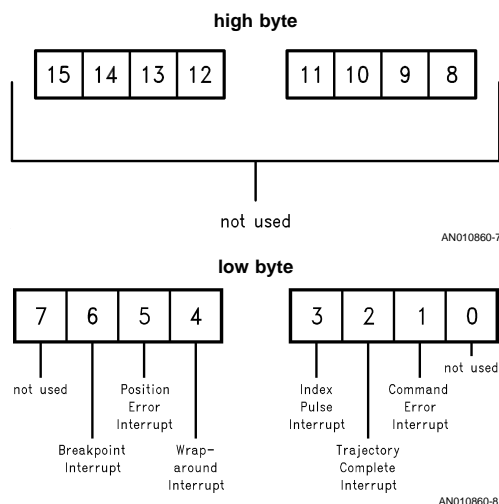 high byte
15 14 13 12 11 10 9 8
not used
AN010860-7
low byte
7 6 5 4 3 2 1 0
not used
Breakpoint
Interrupt
Position
Error
Interrupt
Wrap-
around
Interrupt
Index
Pulse
Interrupt
Trajectory
Complete
Interrupt
Command
Error
Interrupt
not used
AN010860-8